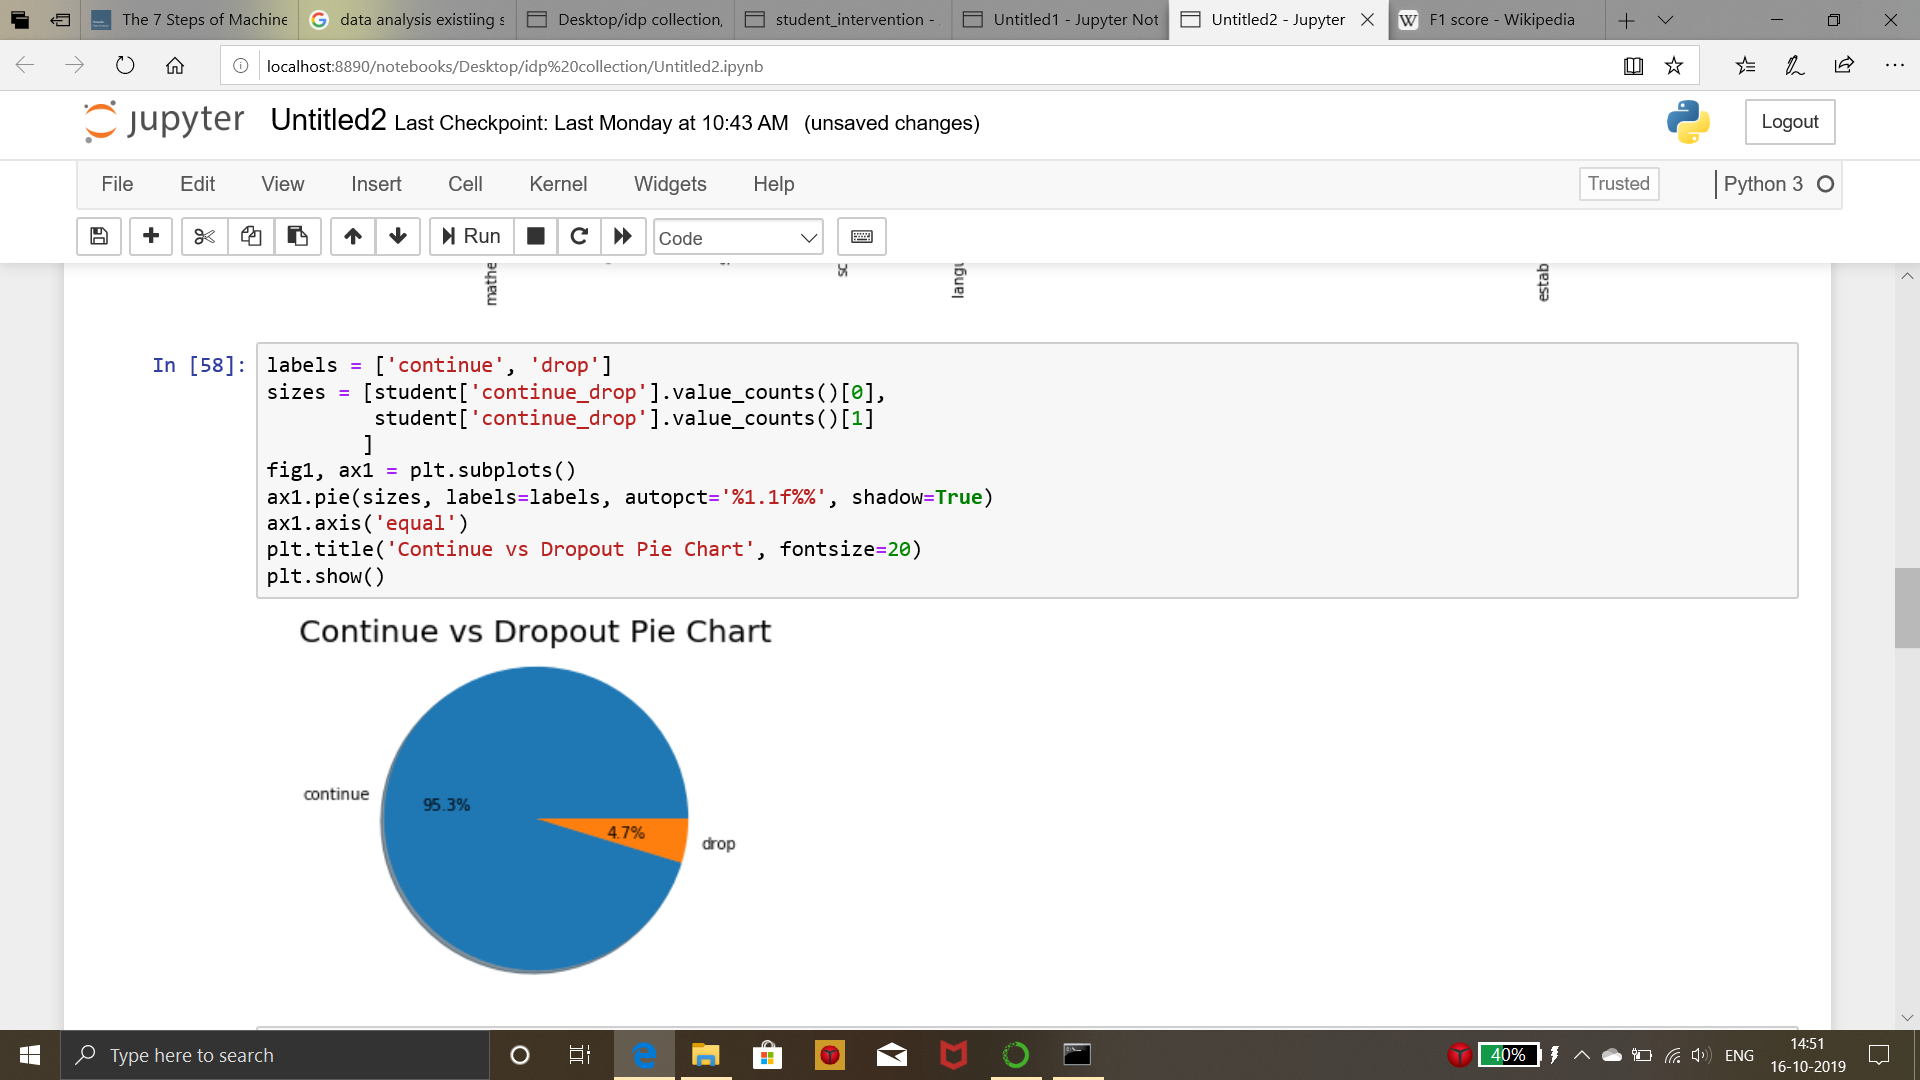 The 7 Steps of Machine
data analysis existiing s
Desktop/idp collection,
student_intervention -
Untitled1 - Jupyter Not
Untitled2 - Jupyter
W F1 score - Wikipedia
localhost:8890/notebooks/Desktop/idp%20collection/Untitled2.ipynb
jupyter Untitled2 Last Checkpoint: Last Monday at 10:43 AM (unsaved changes)
Logout
File Edit View Insert Cell Kernel Widgets Help
Trusted Python 3
Run Code
mathe
sc
langu
estab
In [58]:
labels = ['continue', 'drop']
sizes = [student['continue_drop'].value_counts()[0],
student['continue_drop'].value_counts()[1]
]
fig1, ax1 = plt.subplots()
ax1.pie(sizes, labels=labels, autopct='%1.1f%%', shadow=True)
ax1.axis('equal')
plt.title('Continue vs Dropout Pie Chart', fontsize=20)
plt.show()
Continue vs Dropout Pie Chart
continue
95.3%
4.7%
drop
Type here to search
40%
ENG
14:51
16-10-2019